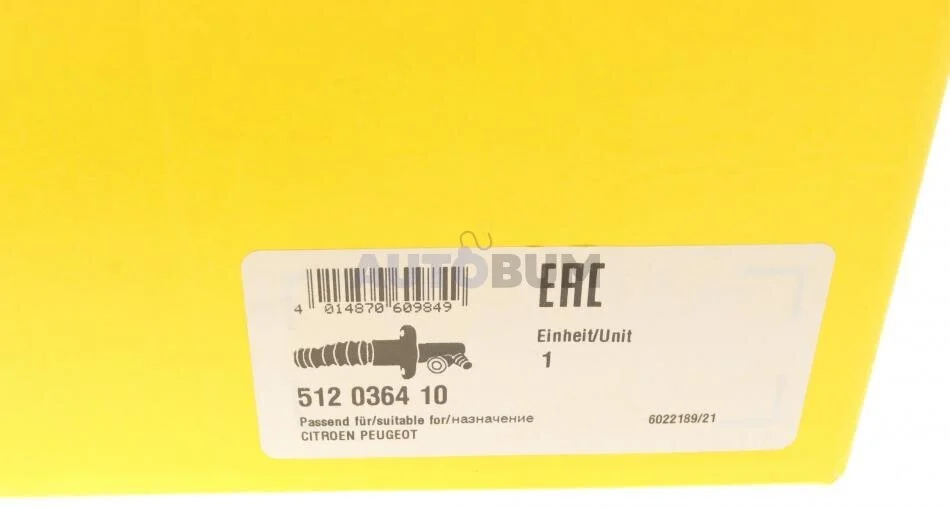 AUTOBUM
EAC
4 014870 609849
Einheit/Unit
1
512 0364 10
Passend für/suitable for/назначение
6022189/21
CITROEN PEUGEOT